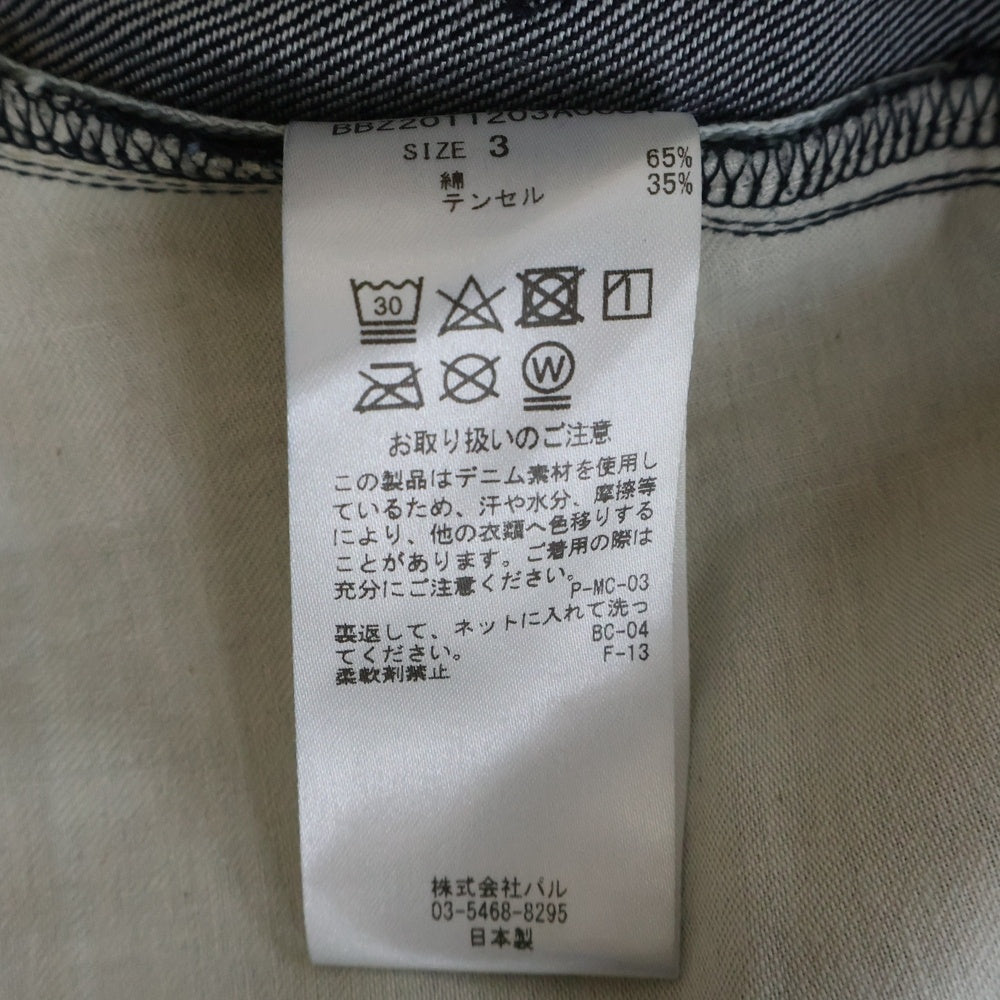 SIZE 3
綿 65%
テンセル 35%
30
W
お取り扱いのご注意
この製品はデニム素材を使用し
ているため、汗や水分、摩擦等
により、他の衣類へ色移りする
ことがあります。ご着用の際は
充分にご注意ください。
P-MC-03
裏返して、ネットに入れて洗っ
てください。
BC-04
F-13
柔軟剤禁止
株式会社パル
03-5468-8295
日本製